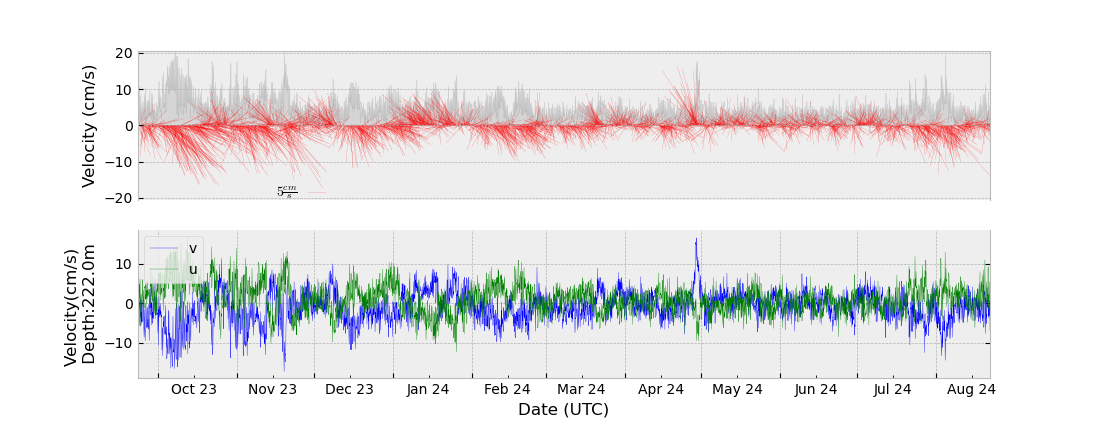 Velocity (cm/s)
20
10
0
−10
−20
5 cm/s
Velocity(cm/s)
Depth:222.0m
10
0
−10
v
u
Oct 23 Nov 23 Dec 23 Jan 24 Feb 24 Mar 24 Apr 24 May 24 Jun 24 Jul 24 Aug 24
Date (UTC)